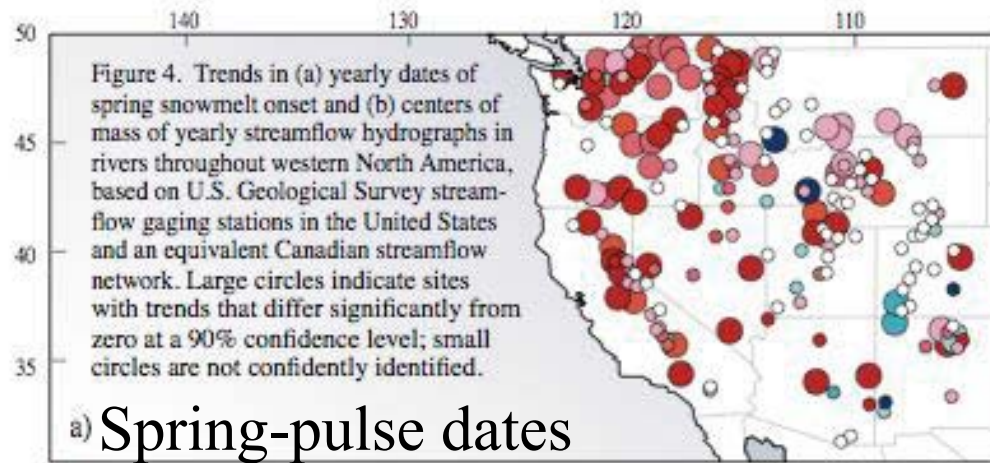 140 130 120 110
50
45
40
35
Figure 4. Trends in (a) yearly dates of
spring snowmelt onset and (b) centers of
mass of yearly streamflow hydrographs in
rivers throughout western North America,
based on U.S. Geological Survey stream-
flow gaging stations in the United States
and an equivalent Canadian streamflow
network. Large circles indicate sites
with trends that differ significantly from
zero at a 90% confidence level; small
circles are not confidently identified.
a) Spring-pulse dates